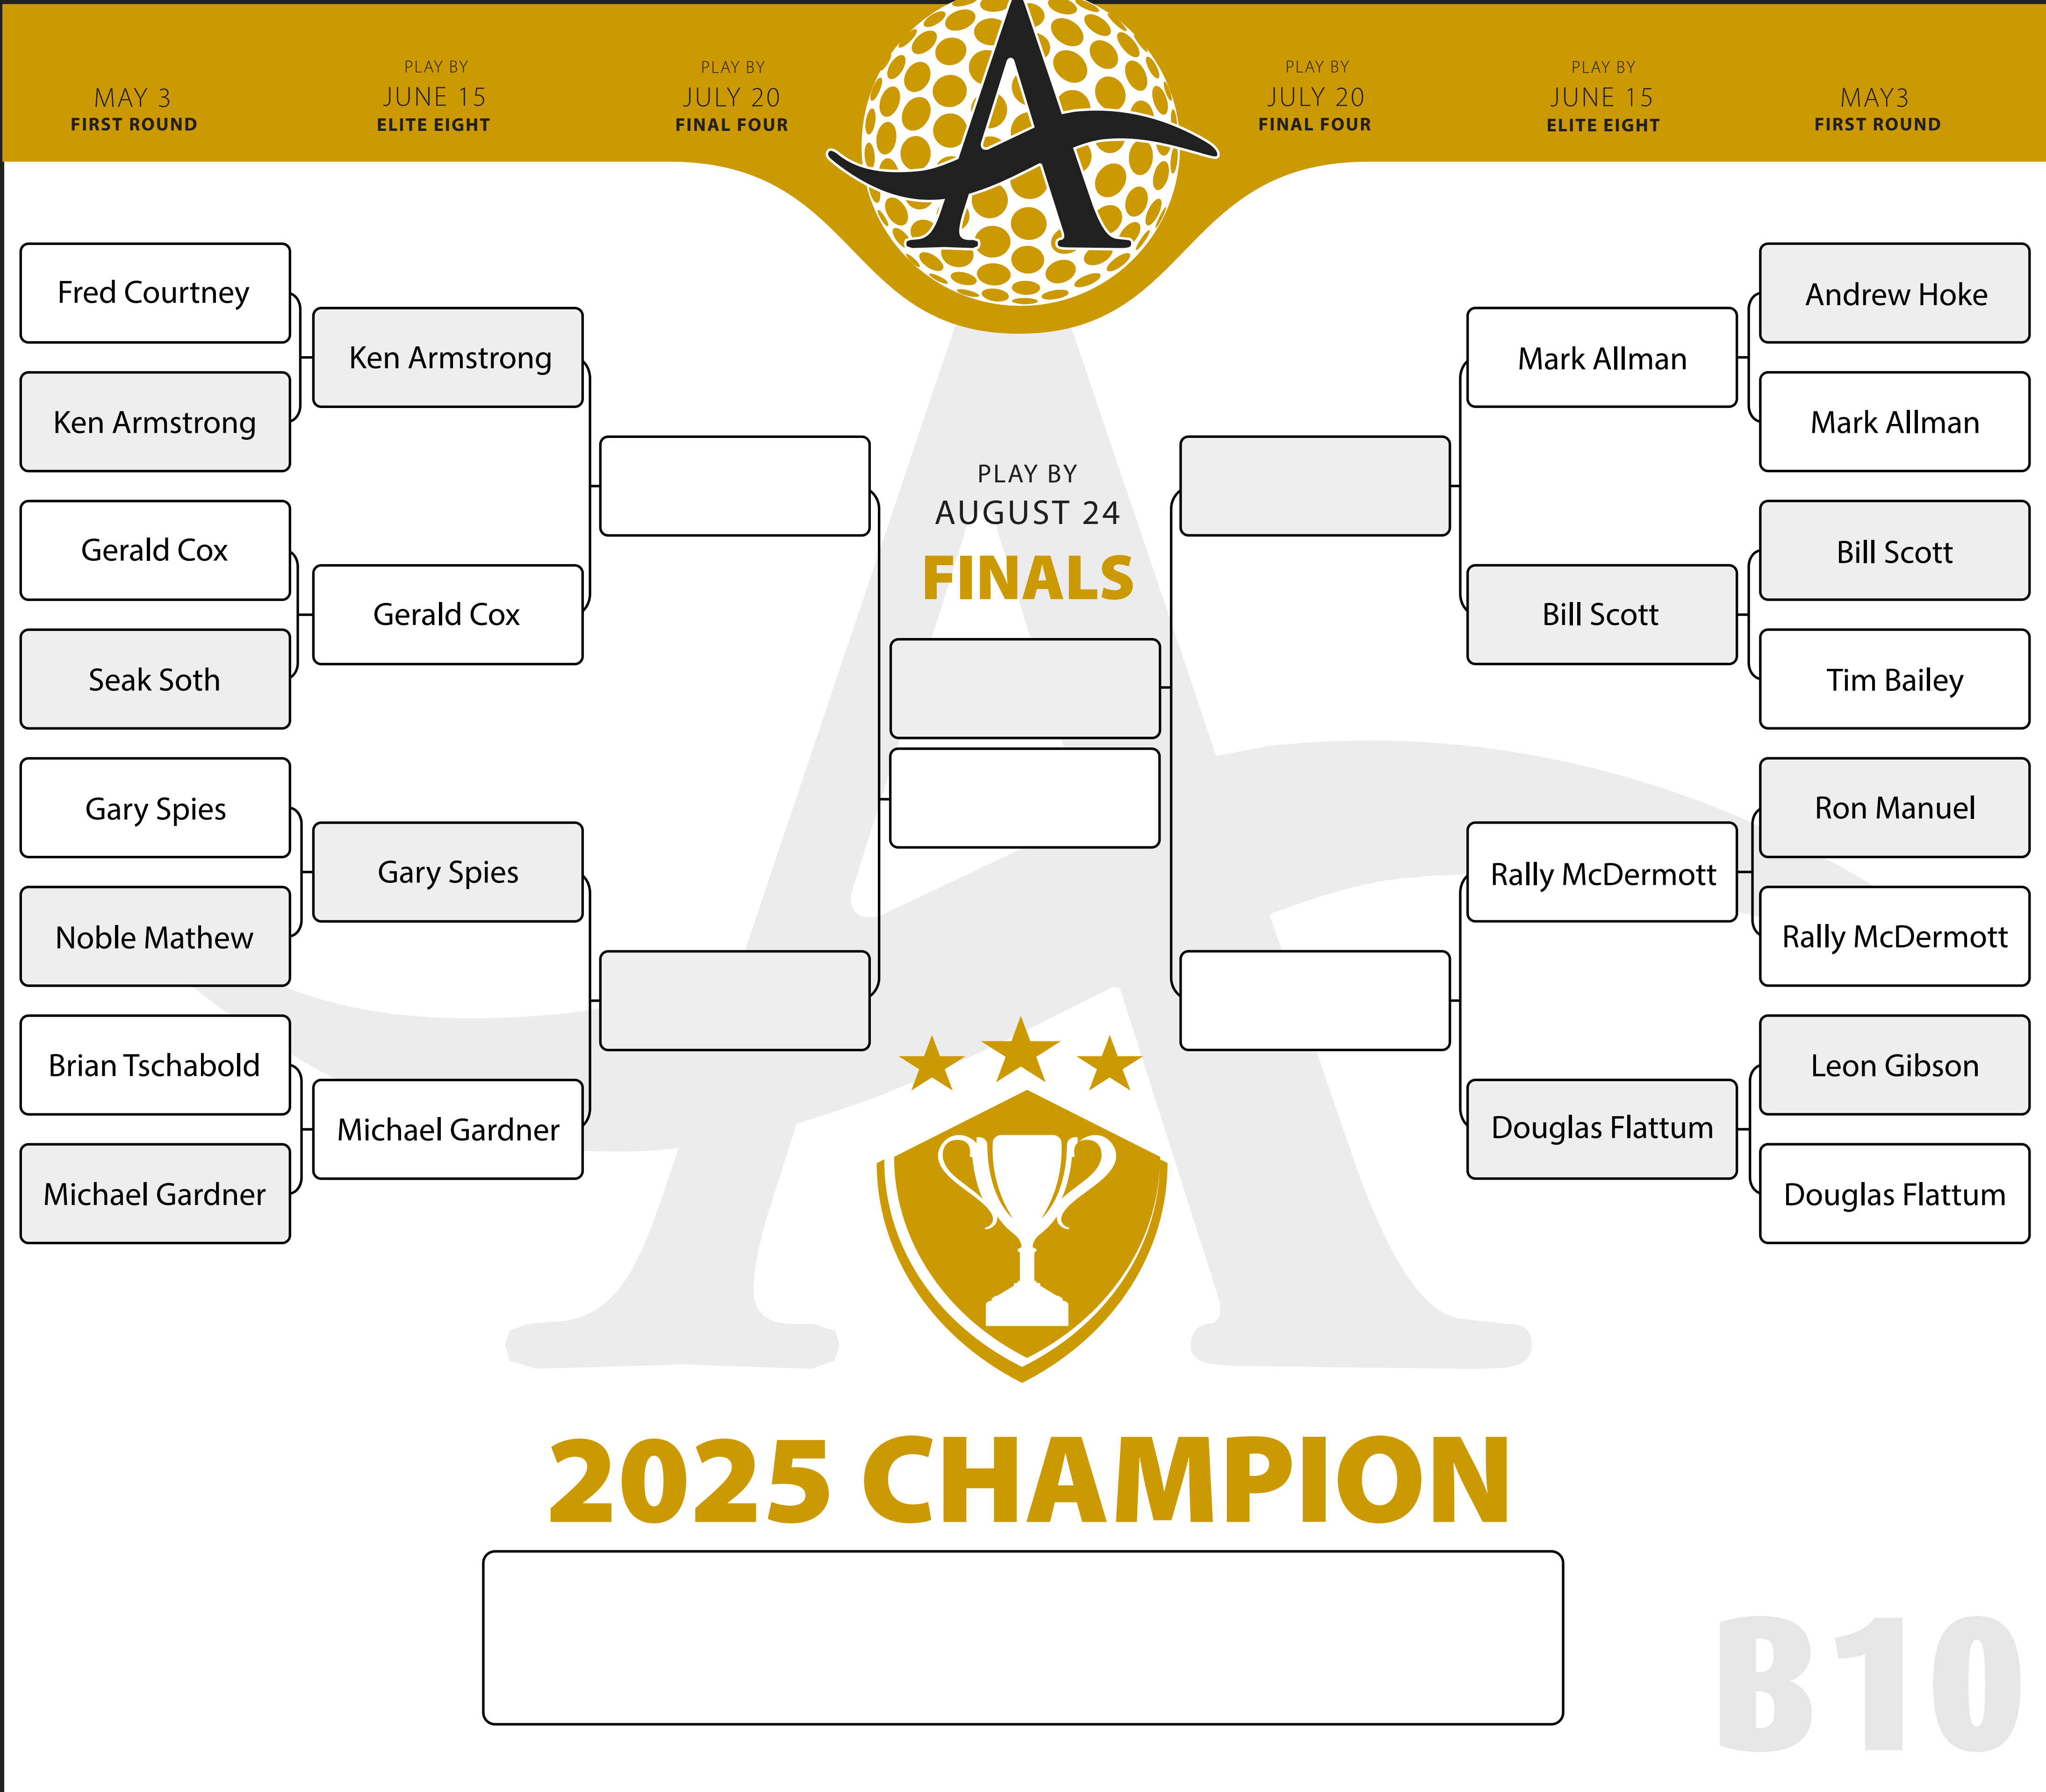 MAY 3
FIRST ROUND
PLAY BY
JUNE 15
ELITE EIGHT
PLAY BY
JULY 20
FINAL FOUR
A
PLAY BY
JULY 20
FINAL FOUR
PLAY BY
JUNE 15
ELITE EIGHT
MAY3
FIRST ROUND
Fred Courtney
Ken Armstrong
Gerald Cox
Seak Soth
Gary Spies
Noble Mathew
Brian Tschabold
Michael Gardner
Ken Armstrong
Gerald Cox
Gary Spies
Michael Gardner
PLAY BY
AUGUST 24
FINALS
Mark Allman
Bill Scott
Rally McDermott
Douglas Flattum
Andrew Hoke
Mark Allman
Bill Scott
Tim Bailey
Ron Manuel
Rally McDermott
Leon Gibson
Douglas Flattum
2025 CHAMPION
B10